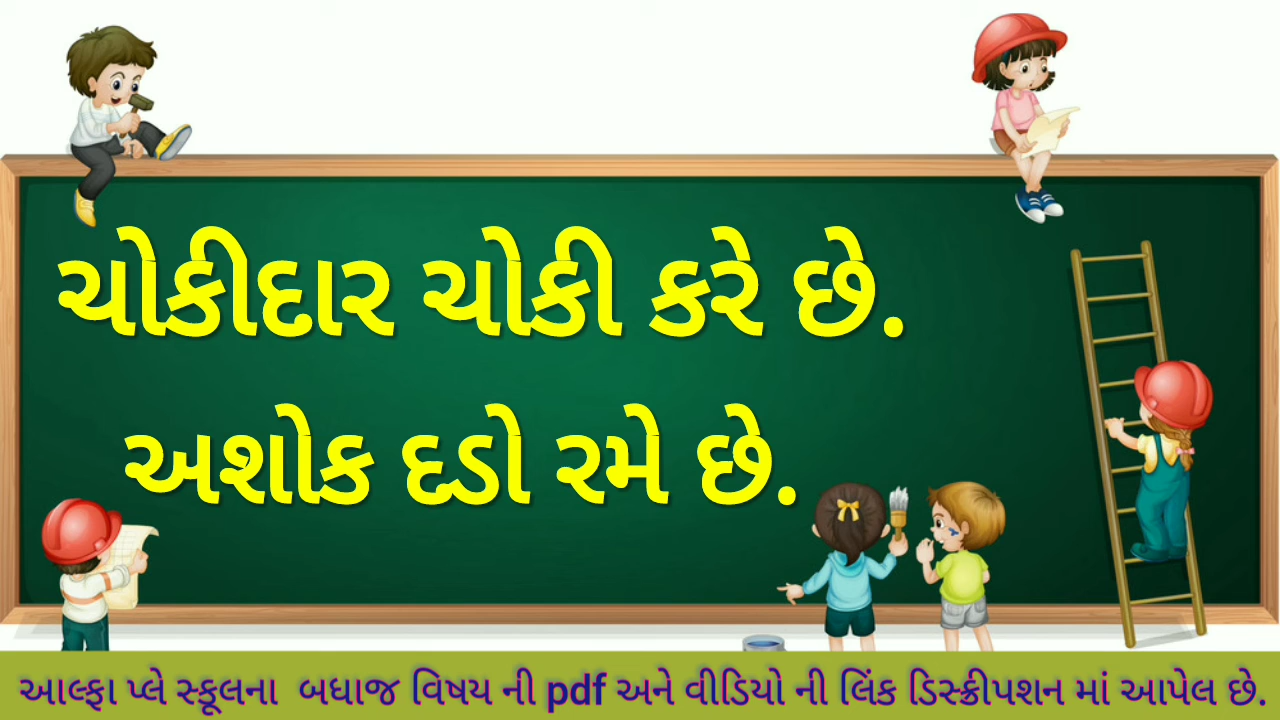 ચોકીદાર ચોકી કરે છે.
અશોક દડો રમે છે.
આલ્ફા પ્લે સ્કૂલના બધાજ વિષય ની pdf અને વીડિયો ની લિંક ડિસ્ક્રીપશન માં આપેલ છે.